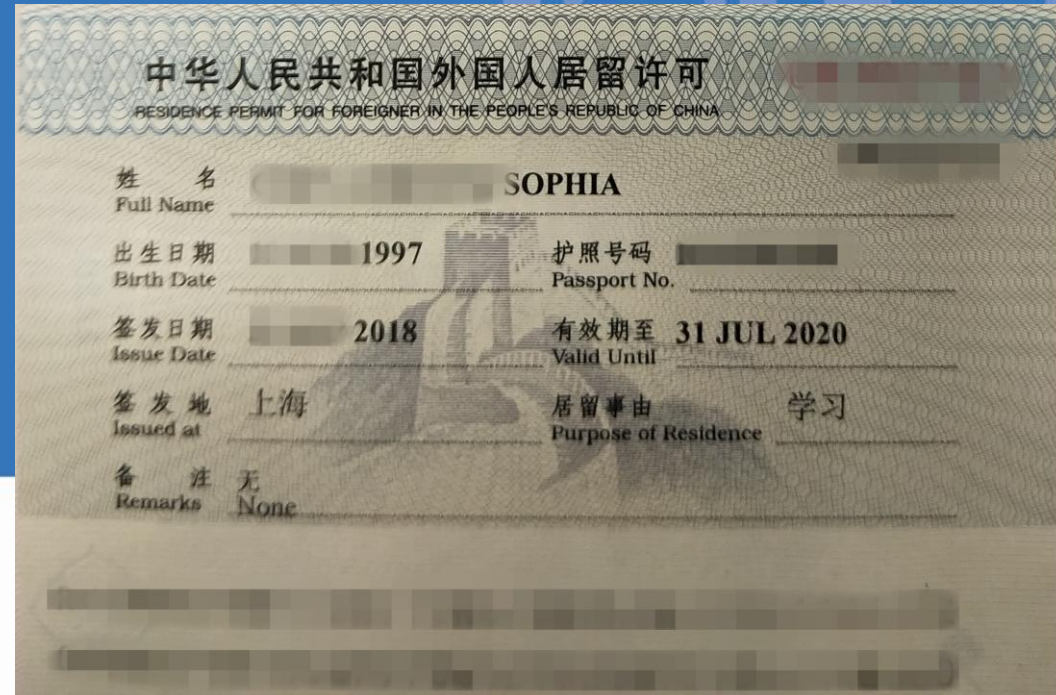 中华人民共和国外国人居留许可
RESIDENCE PERMIT FOR FOREIGNER IN THE PEOPLE'S REPUBLIC OF CHINA
姓 名 SOPHIA
Full Name
出生日期 1997 护照号码
Birth Date Passport No.
签发日期 2018 有效期至 31 JUL 2020
Issue Date Valid Until
签发地 上海 居留事由 学习
Issued at Purpose of Residence
备 注 无
Remarks None